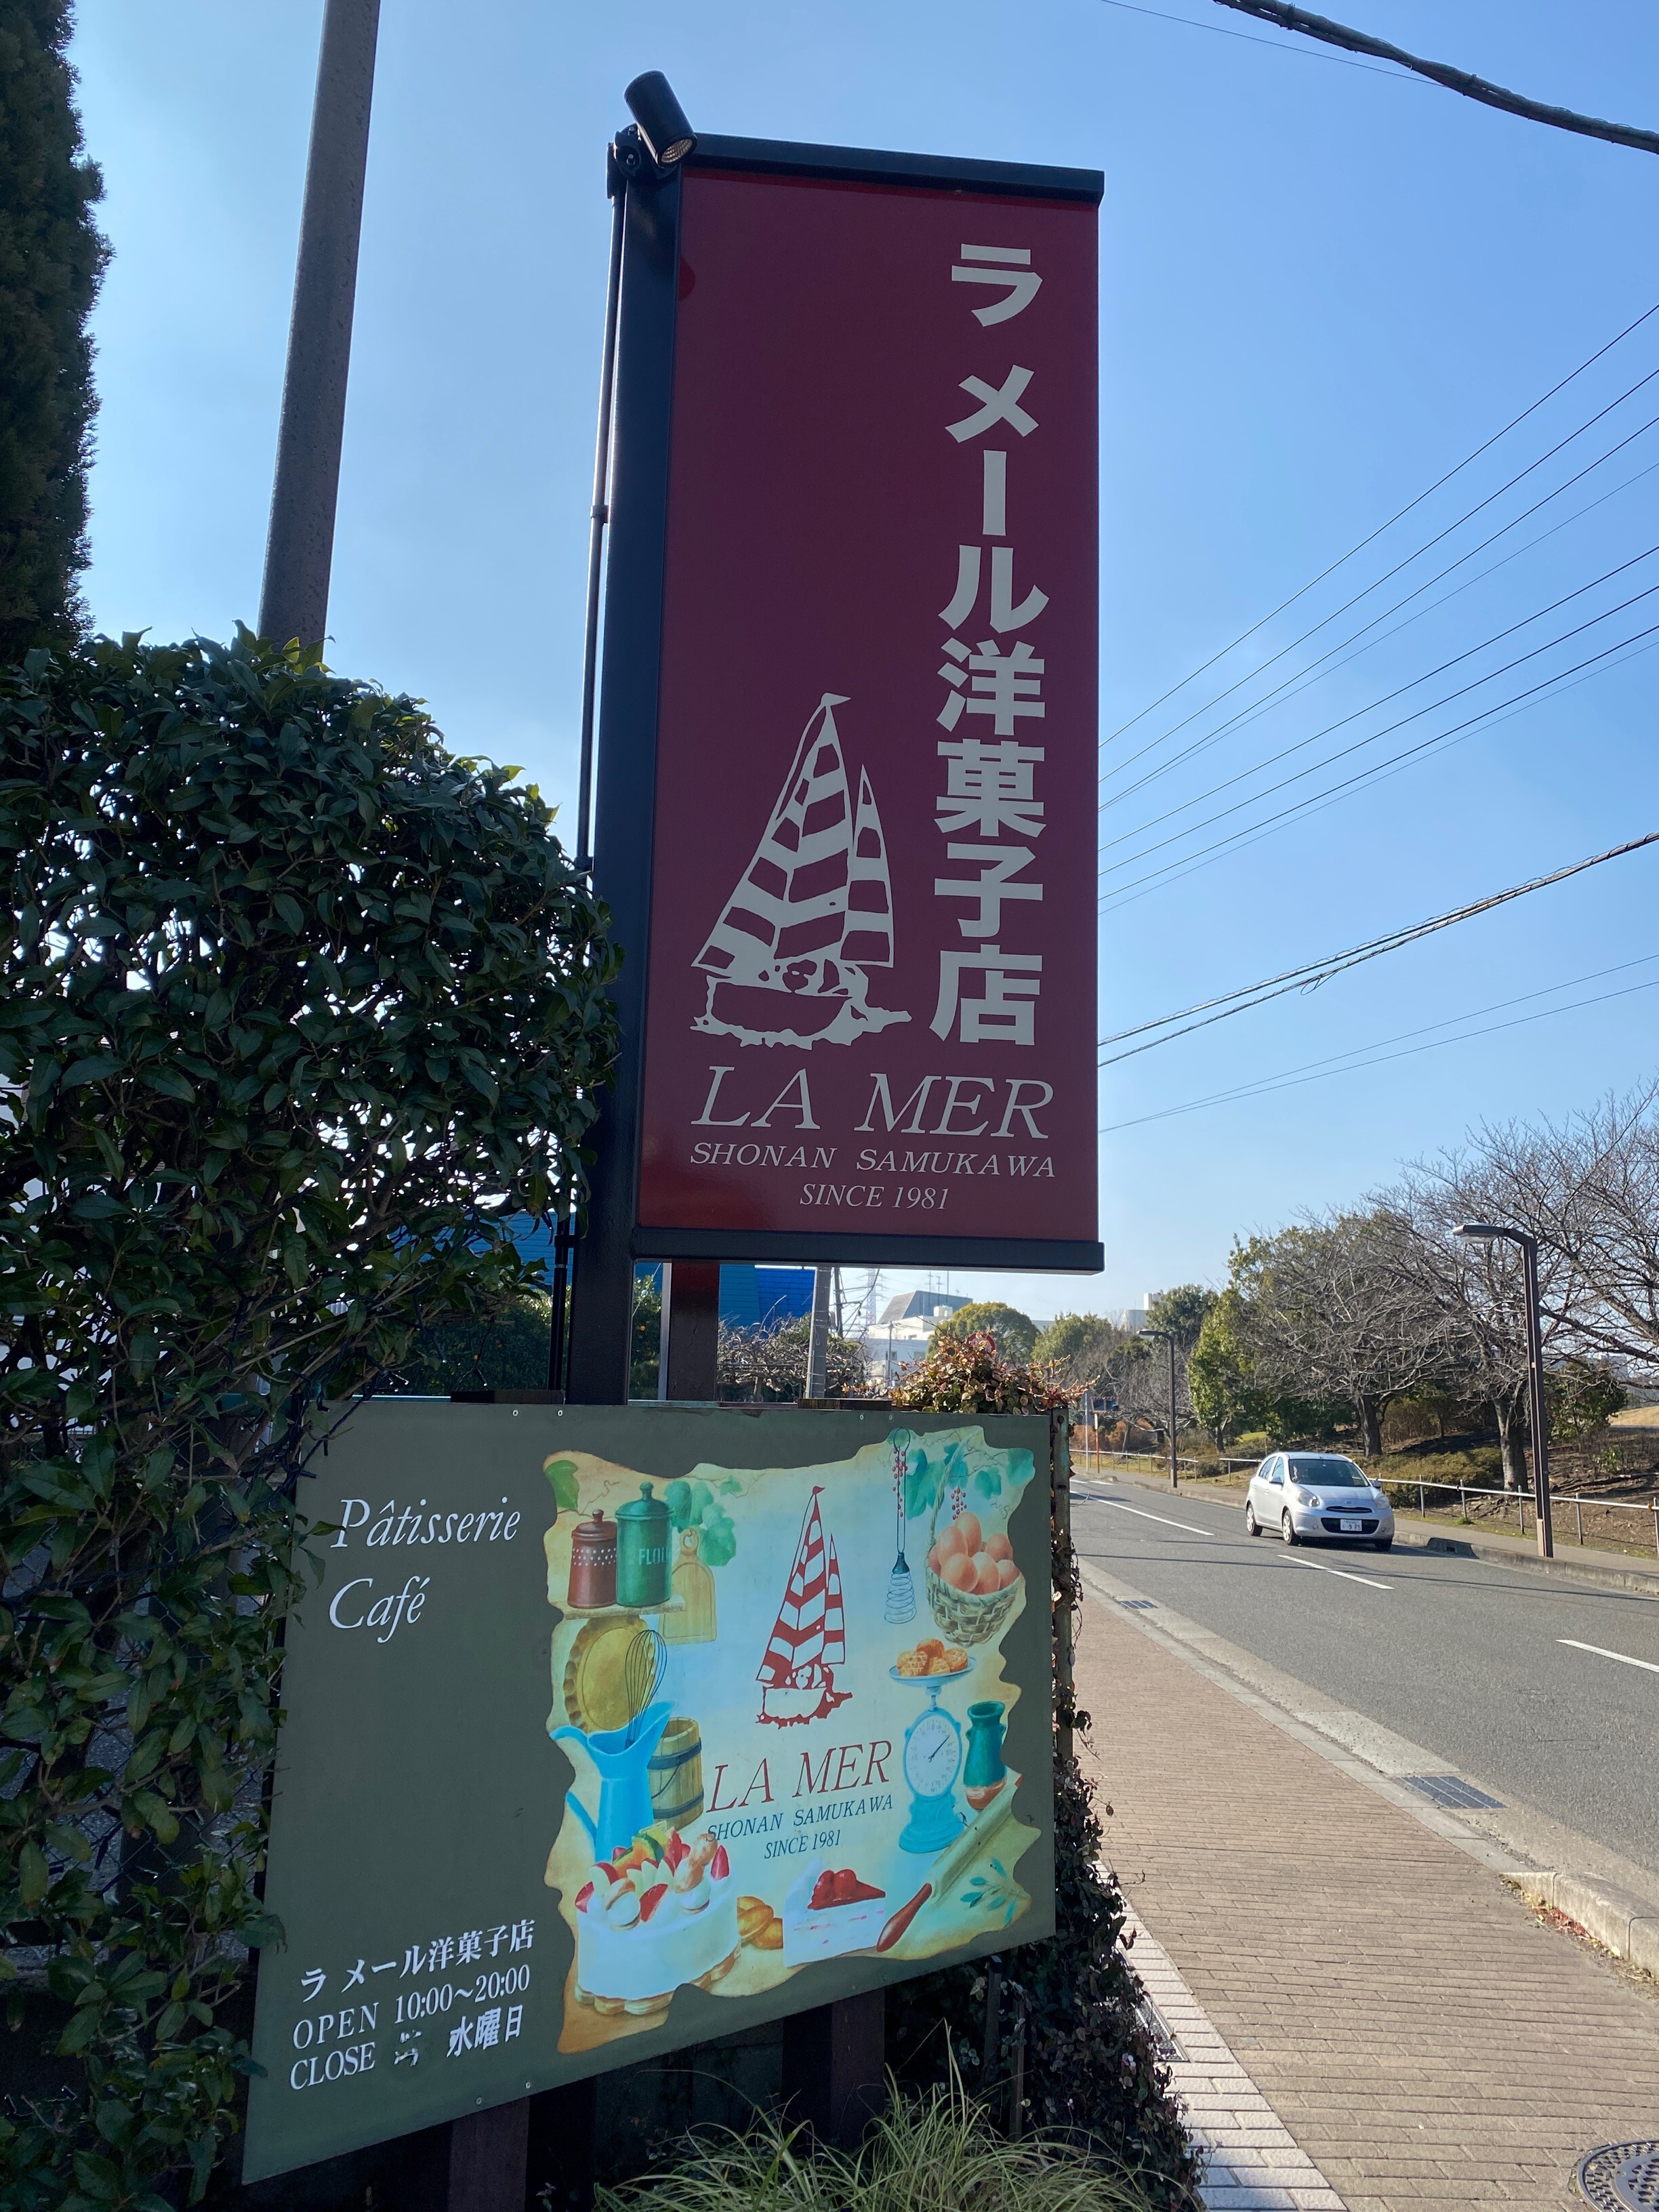 ラ メール洋菓子店
LA MER
SHONAN SAMUKAWA
SINCE 1981
Pâtisserie
Café
LA MER
SHONAN SAMUKAWA
SINCE 1981
ラ メール洋菓子店
OPEN 10:00～20:00
CLOSE 水曜日